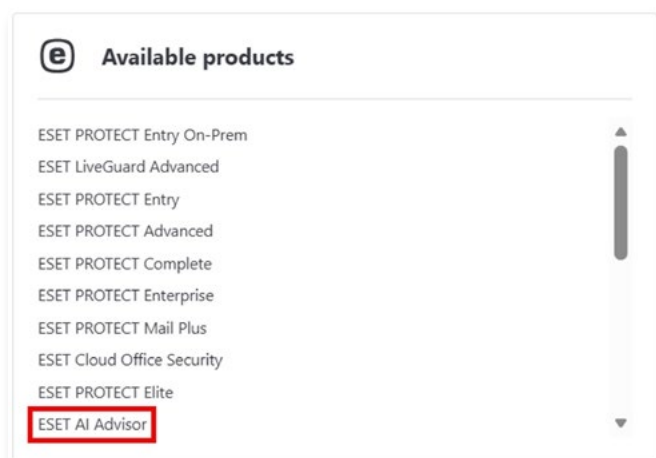 e Available products
ESET PROTECT Entry On-Prem
ESET LiveGuard Advanced
ESET PROTECT Entry
ESET PROTECT Advanced
ESET PROTECT Complete
ESET PROTECT Enterprise
ESET PROTECT Mail Plus
ESET Cloud Office Security
ESET PROTECT Elite
ESET AI Advisor